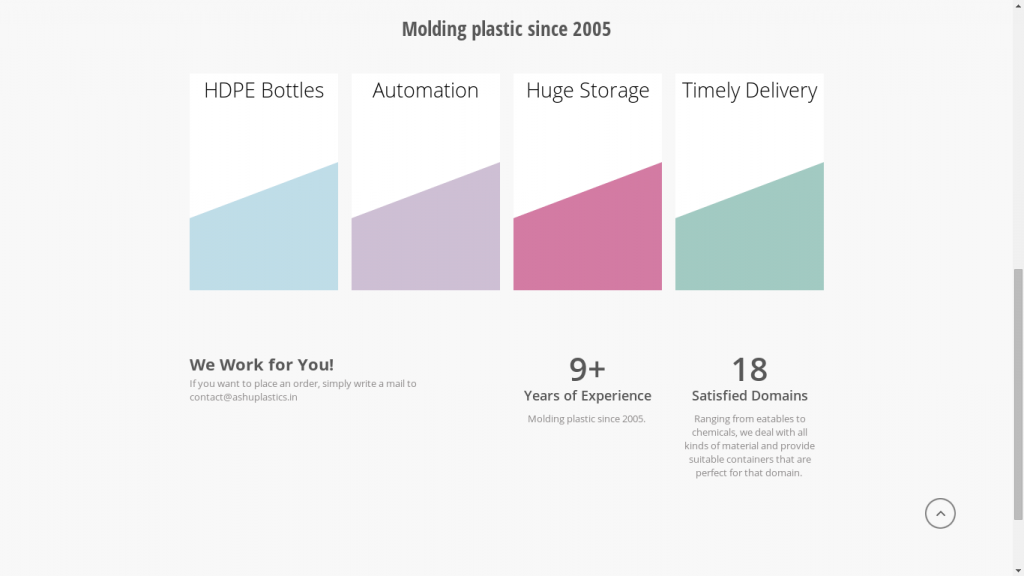 Molding plastic since 2005
HDPE Bottles
Automation
Huge Storage
Timely Delivery
We Work for You!
If you want to place an order, simply write a mail to
contact@ashuplastics.in
9+
Years of Experience
Molding plastic since 2005.
18
Satisfied Domains
Ranging from eatables to
chemicals, we deal with all
kinds of material and provide
suitable containers that are
perfect for that domain.